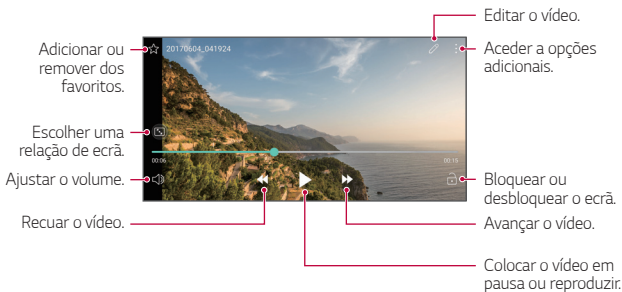 Editar o vídeo.
Adicionar ou
remover dos
favoritos.
20170604_041924
Aceder a opções
adicionais.
Escolher uma
relação de ecrã.
00:06
00:15
Ajustar o volume.
Bloquear ou
desbloquear o ecrã.
Recuar o vídeo.
Avançar o vídeo.
Colocar o vídeo em
pausa ou reproduzir.